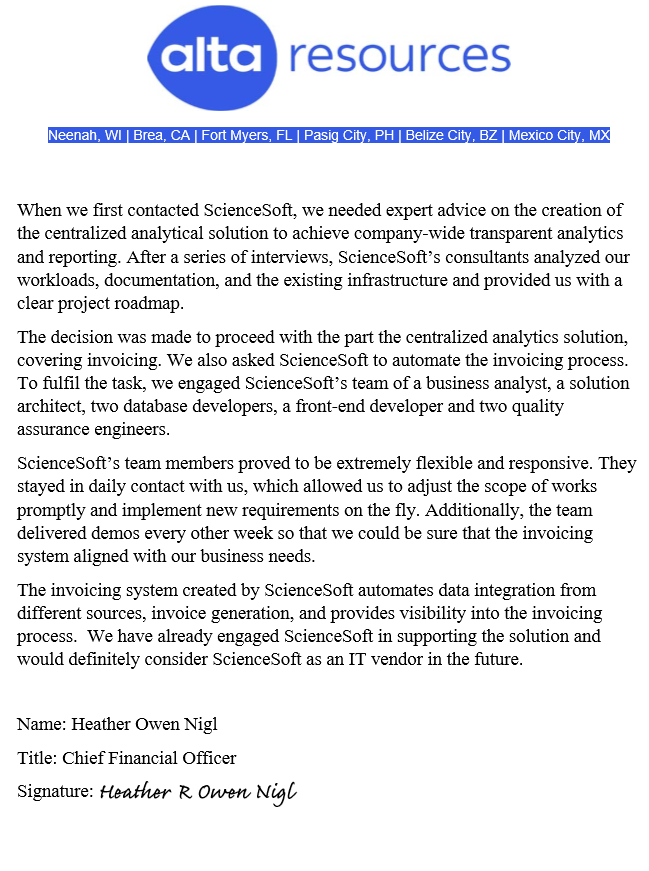 alta resources
Neenah, WI | Brea, CA | Fort Myers, FL | Pasig City, PH | Belize City, BZ | Mexico City, MX
When we first contacted ScienceSoft, we needed expert advice on the creation of
the centralized analytical solution to achieve company-wide transparent analytics
and reporting. After a series of interviews, ScienceSoft’s consultants analyzed our
workloads, documentation, and the existing infrastructure and provided us with a
clear project roadmap.
The decision was made to proceed with the part the centralized analytics solution,
covering invoicing. We also asked ScienceSoft to automate the invoicing process.
To fulfil the task, we engaged ScienceSoft’s team of a business analyst, a solution
architect, two database developers, a front-end developer and two quality
assurance engineers.
ScienceSoft’s team members proved to be extremely flexible and responsive. They
stayed in daily contact with us, which allowed us to adjust the scope of works
promptly and implement new requirements on the fly. Additionally, the team
delivered demos every other week so that we could be sure that the invoicing
system aligned with our business needs.
The invoicing system created by ScienceSoft automates data integration from
different sources, invoice generation, and provides visibility into the invoicing
process.  We have already engaged ScienceSoft in supporting the solution and
would definitely consider ScienceSoft as an IT vendor in the future.
Name: Heather Owen Nigl
Title: Chief Financial Officer
Signature: Heather R Owen Nigl